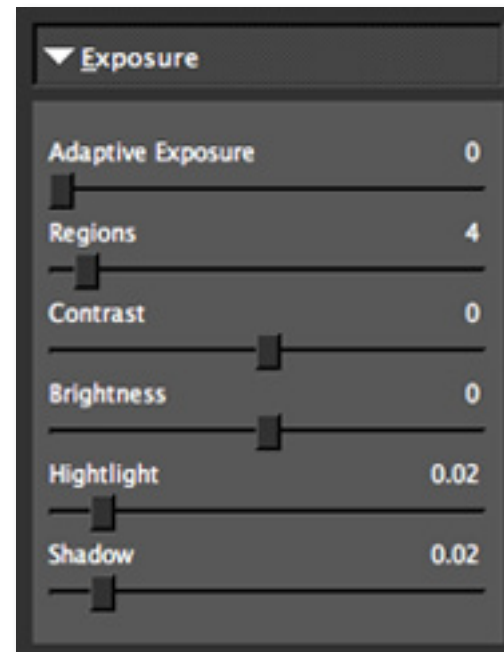 Exposure
Adaptive Exposure 0
Regions 4
Contrast 0
Brightness 0
Hightlight 0.02
Shadow 0.02